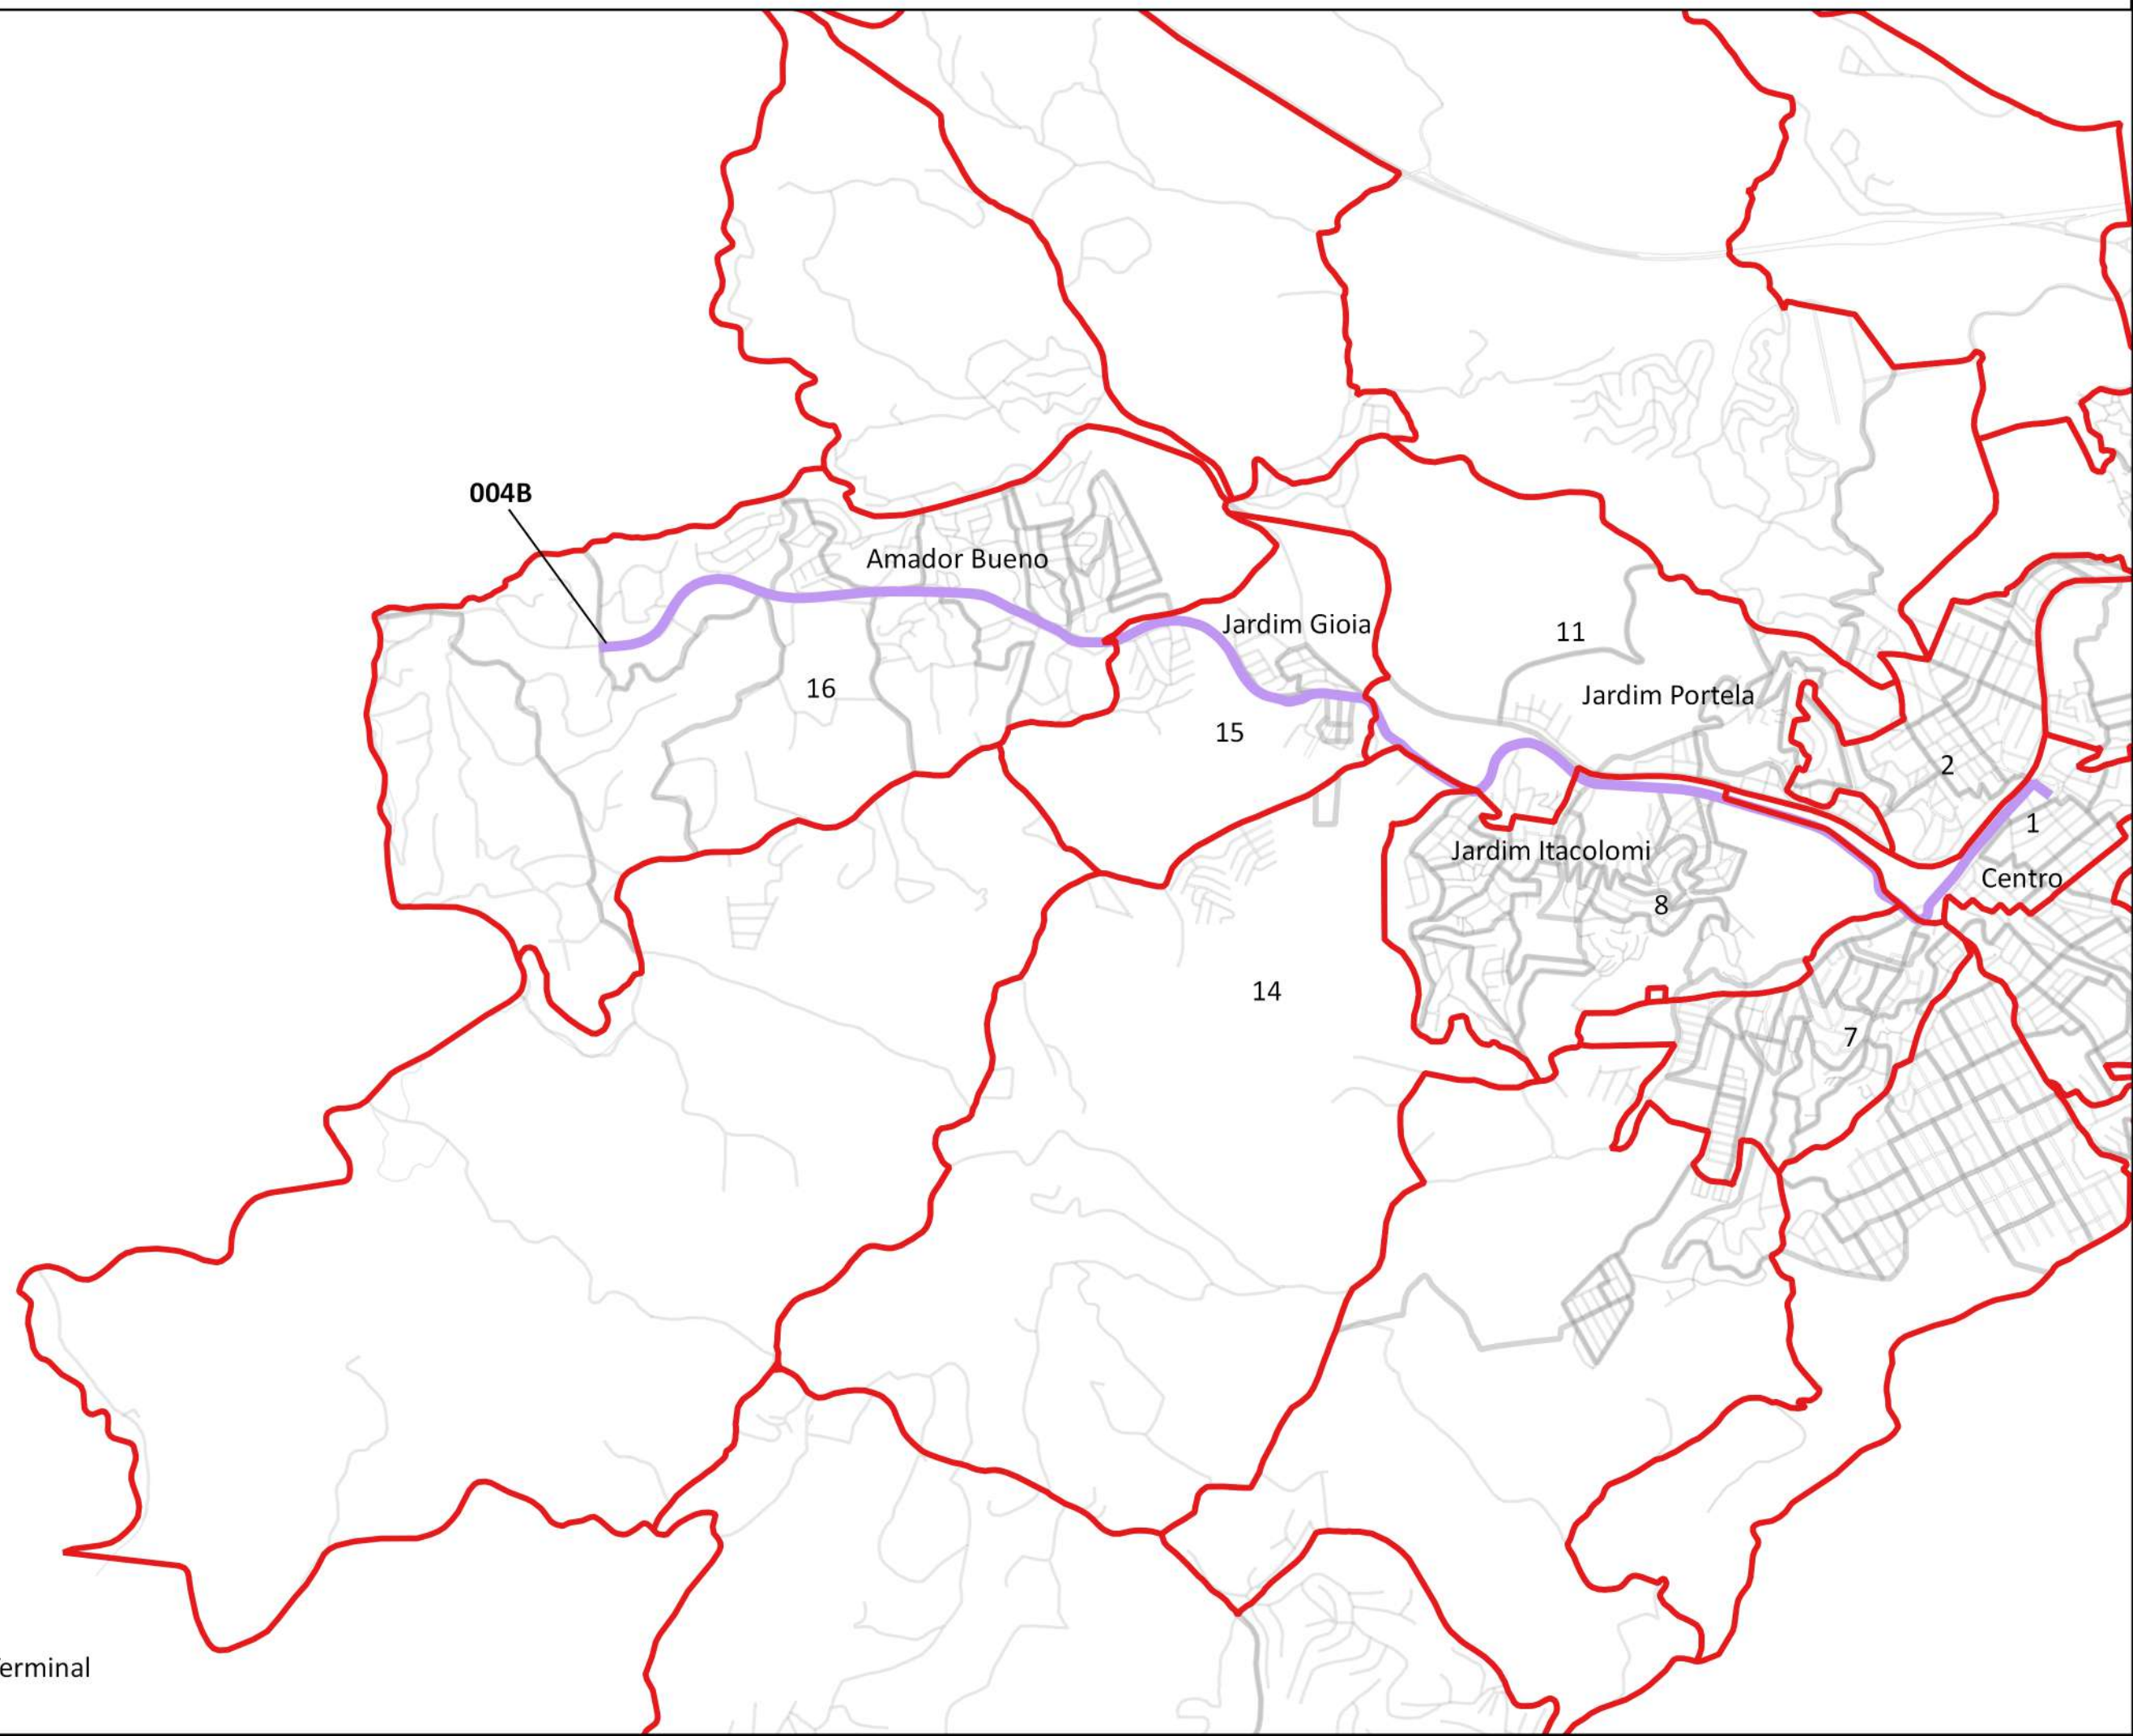 004B
Amador Bueno
Jardim Gioia
11
16
Jardim Portela
15
2
1
Jardim Itacolomi
Centro
8
14
7
erminal